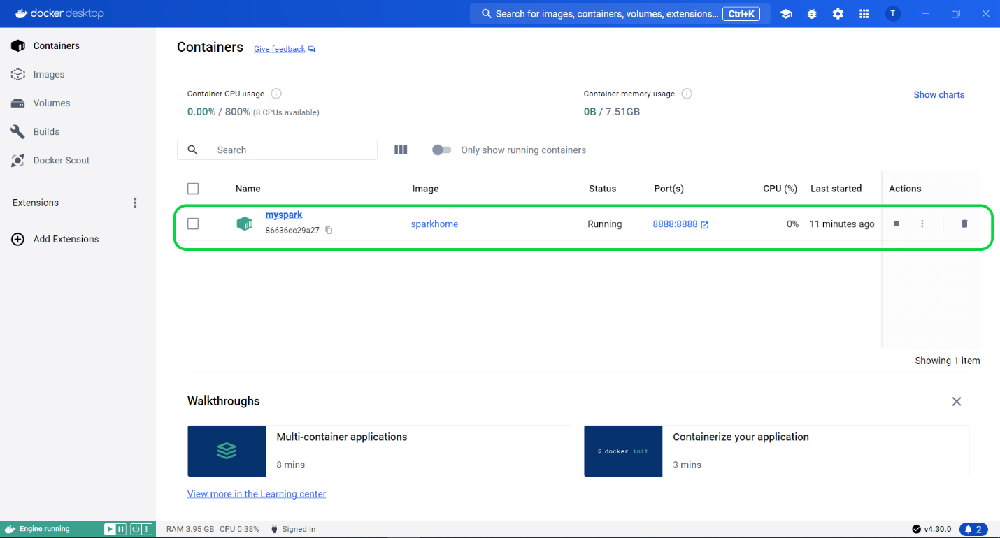 docker desktop
Search for images, containers, volumes, extensions... Ctrl+K
T
Containers
Images
Volumes
Builds
Docker Scout
Extensions
Add Extensions
Containers Give feedback
Container CPU usage
0.00% / 800% (8 CPUs available)
Container memory usage
0B / 7.51GB
Show charts
Search
Only show running containers
Name Image Status Port(s) CPU (%) Last started Actions
myspark
86636ec29a27
sparkhome Running 8888:8888 0% 11 minutes ago
Showing 1 item
Walkthroughs
Multi-container applications
8 mins
$ docker init
Containerize your application
3 mins
View more in the Learning center
Engine running
RAM 3.95 GB CPU 0.38% Signed in
v4.30.0
2